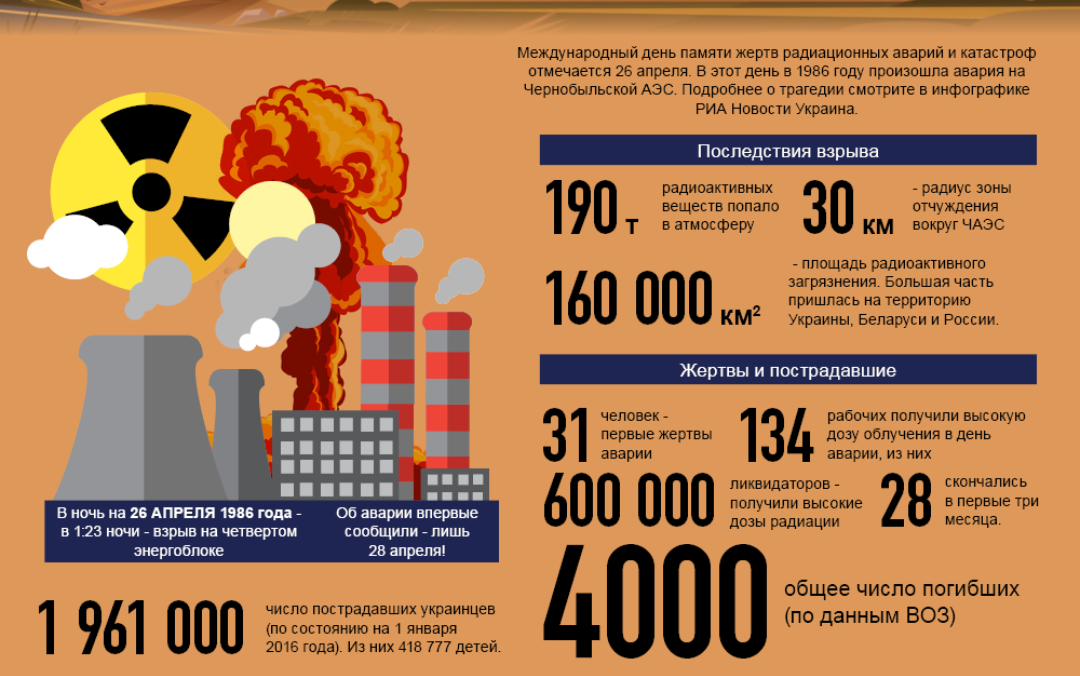 Международный день памяти жертв радиационных аварий и катастроф
отмечается 26 апреля. В этот день в 1986 году произошла авария на
Чернобыльской АЭС. Подробнее о трагедии смотрите в инфографике
РИА Новости Украина.
Последствия взрыва
190 т
радиоактивных
веществ попало
в атмосферу
30 км
- радиус зоны
отчуждения
вокруг ЧАЭС
160 000 км²
- площадь радиоактивного
загрязнения. Большая часть
пришлась на территорию
Украины, Беларуси и России.
Жертвы и пострадавшие
31
человек -
первые жертвы
аварии
134
рабочих получили высокую
дозу облучения в день
аварии, из них
600 000
ликвидаторов -
получили высокие
дозы радиации
28
скончались
в первые три
месяца.
4000
общее число погибших
(по данным ВОЗ)
В ночь на 26 АПРЕЛЯ 1986 года -
в 1:23 ночи - взрыв на четвертом
энергоблоке
Об аварии впервые
сообщили - лишь
28 апреля!
1 961 000
число пострадавших украинцев
(по состоянию на 1 января
2016 года). Из них 418 777 детей.